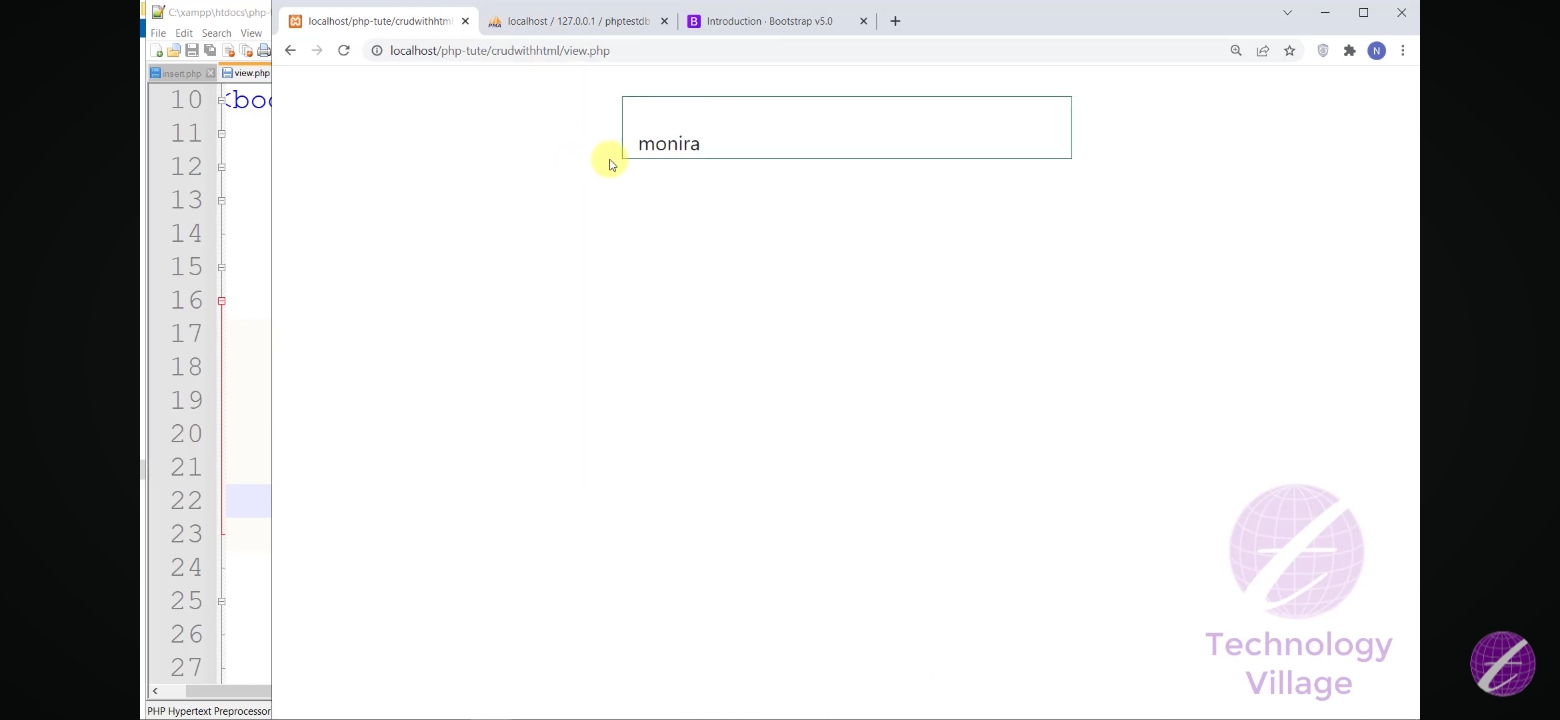 C:\xampp\htdocs\php-
File Edit Search View
insert.php view.php
10 <boo
11
12
13
14
15
16
17
18
19
20
21
22
23
24
25
26
27
PHP Hypertext Preprocessor
localhost/php-tute/crudwithhtml localhost / 127.0.0.1 / phptestdb Introduction · Bootstrap v5.0
localhost/php-tute/crudwithhtml/view.php
N
monira
Technology
Village